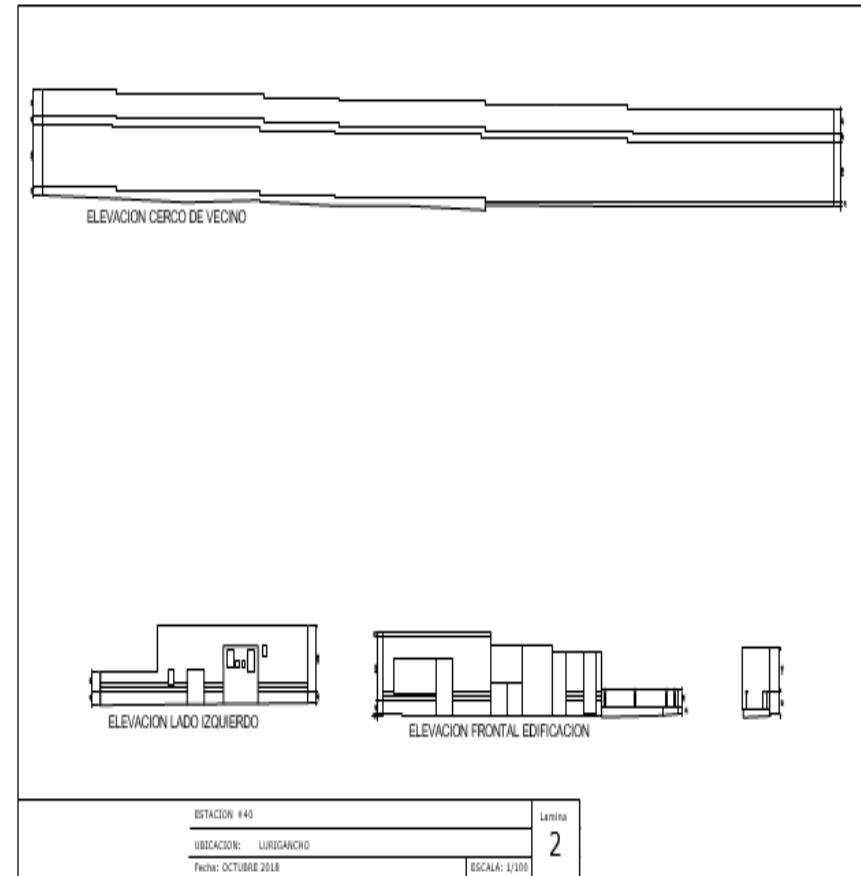 ELEVACION CERCO DE VECINO
ELEVACION LADO IZQUIERDO
ELEVACION FRONTAL EDIFICACION
ESTACION #40
UBICACION: LURIGANCHO
Fecha: OCTUBRE 2018
ESCALA: 1/100
Lamina
2